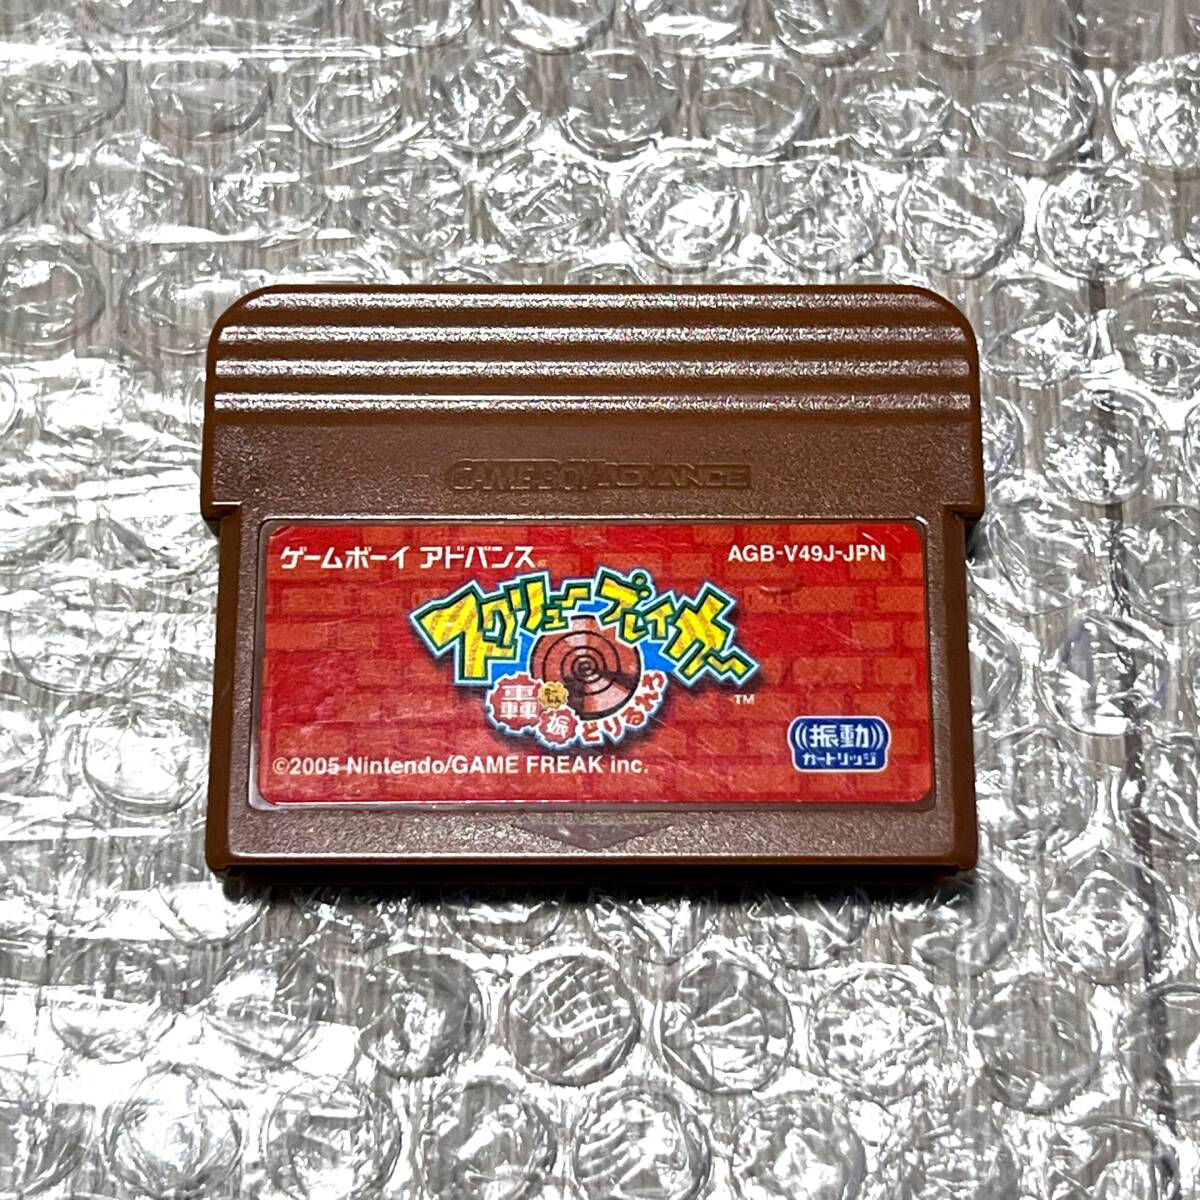 GAME BOY ADVANCE
ゲームボーイ アドバンス
AGB-V49J-JPN
スクリューブレイカー
TM
轟振どりるれろ
((振動))
カートリッジ
©2005 Nintendo/GAME FREAK inc.